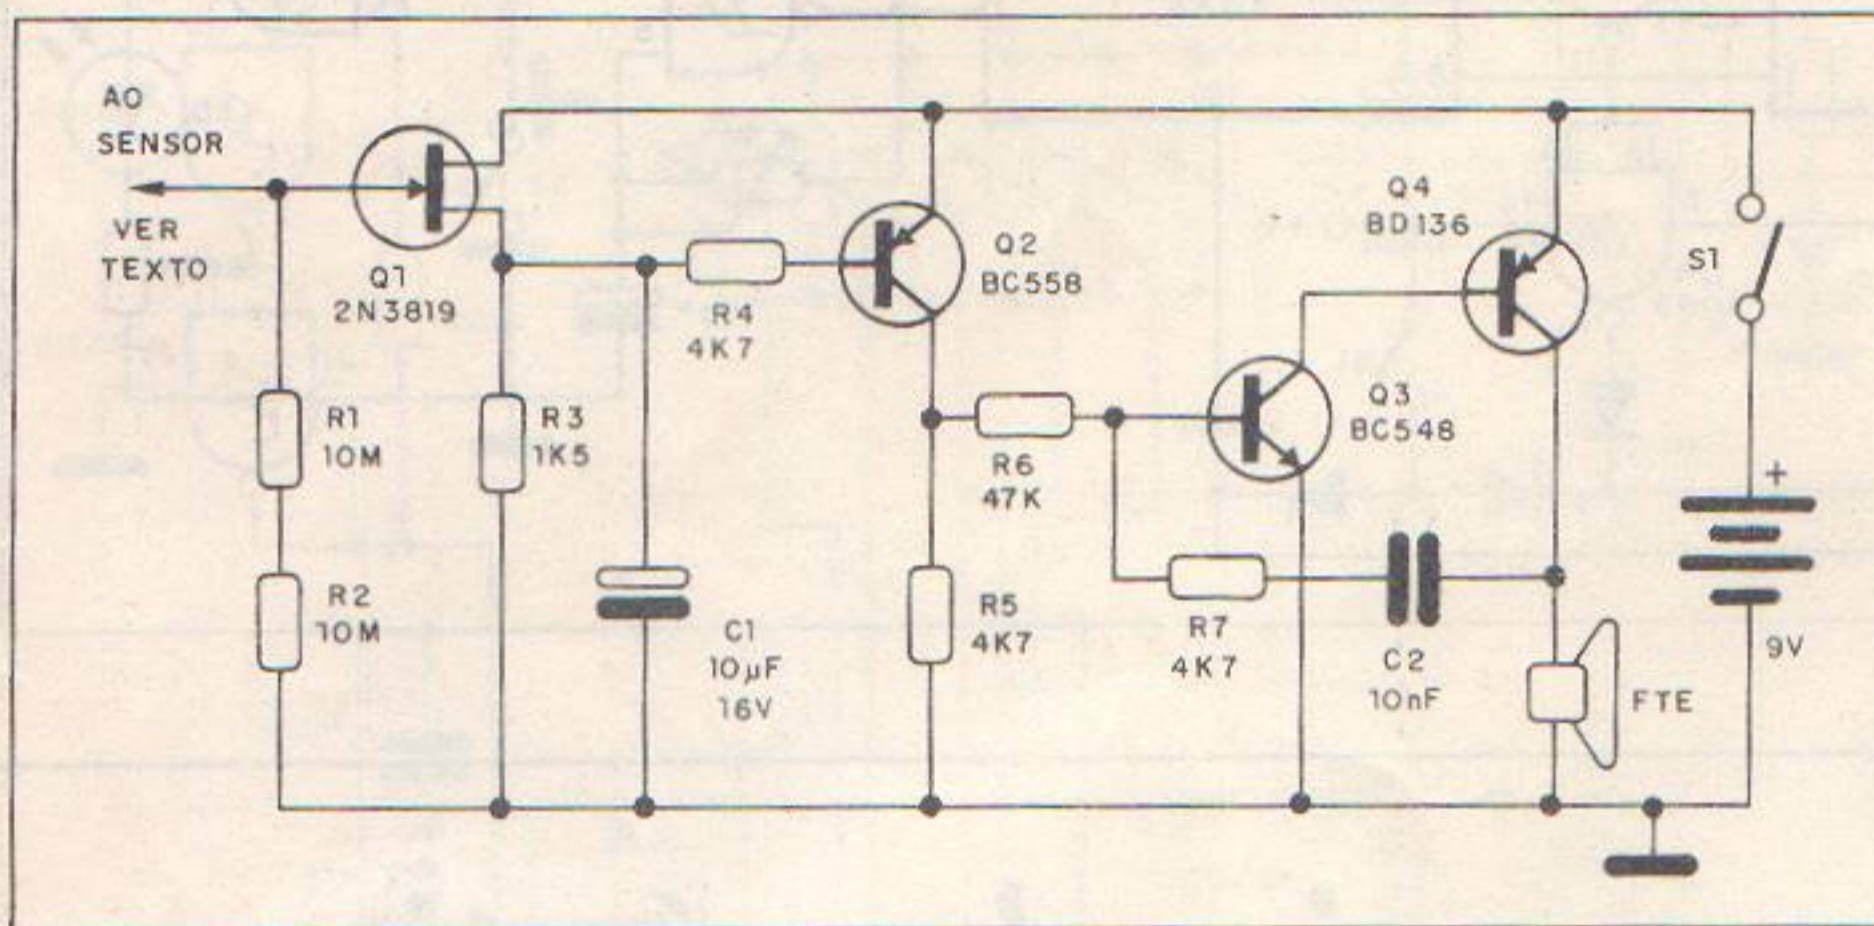 AO
SENSOR
VER
TEXTO
Q1
2N3819
R1
10M
R2
10M
R3
1K5
R4
4K7
C1
10µF
16V
Q2
BC558
R5
4K7
R6
47K
R7
4K7
C2
10nF
Q3
BC548
Q4
BD136
S1
+
9V
FTE